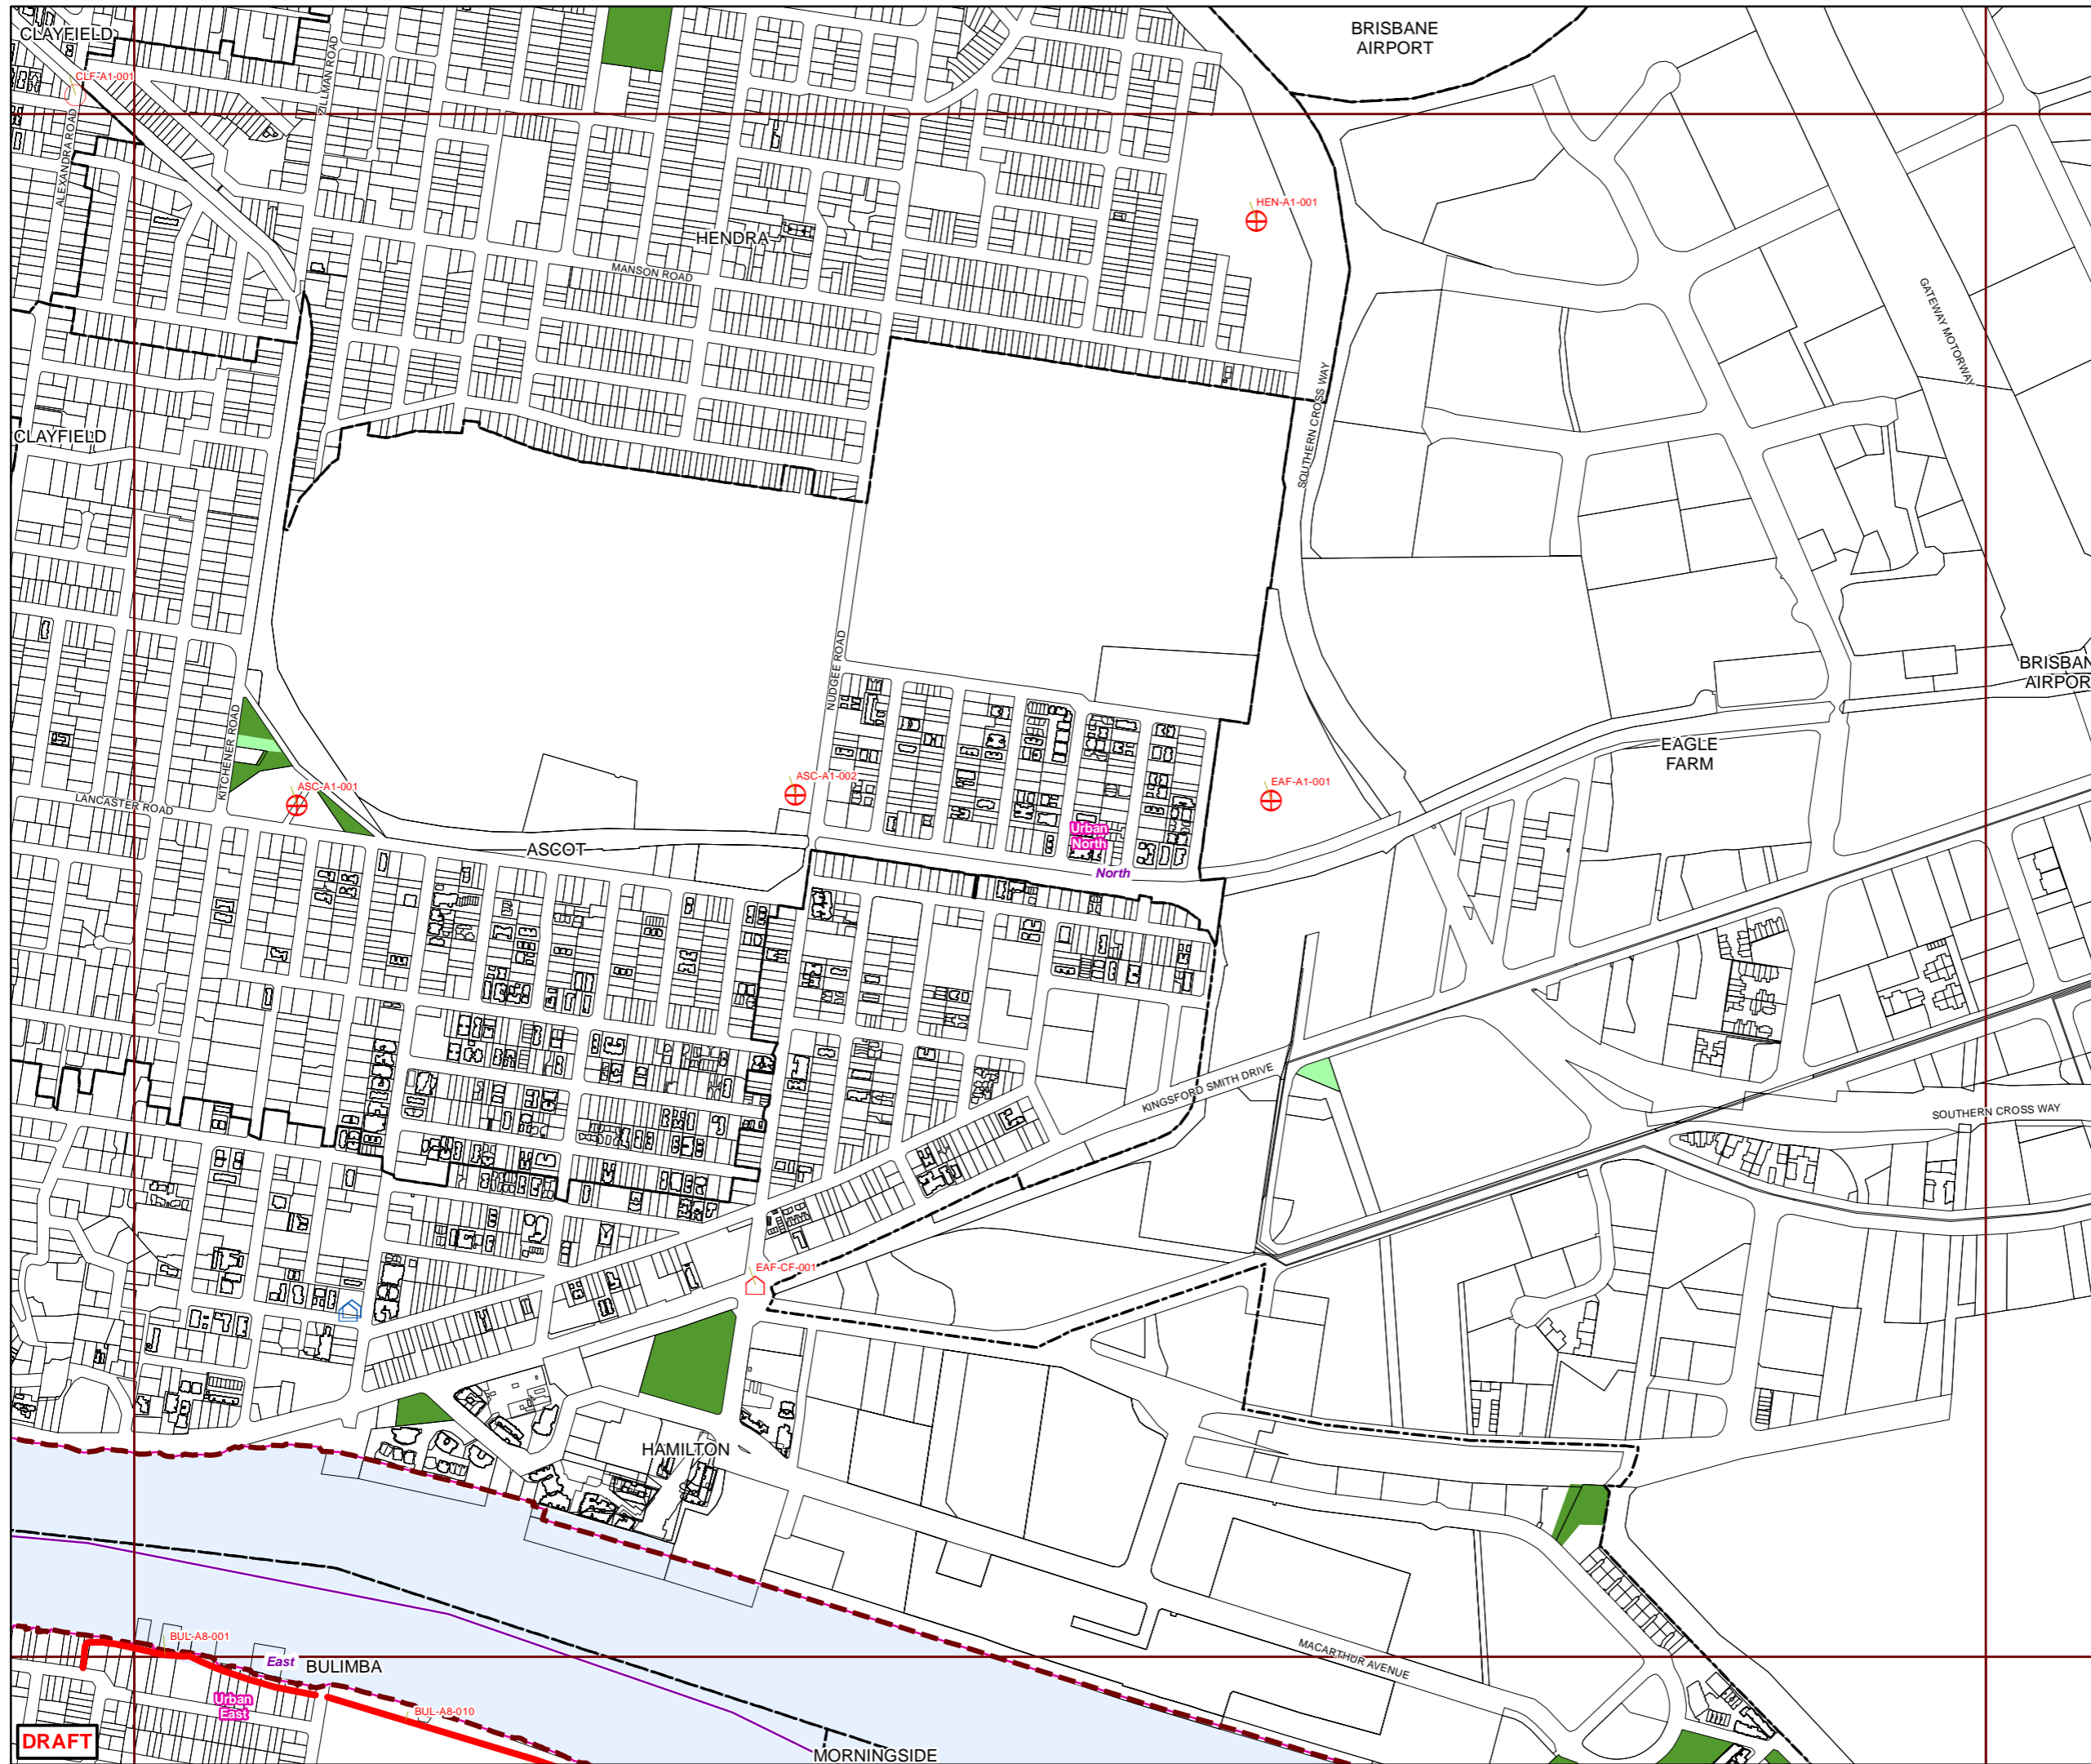 CLAYFIELD
BRISBANE
AIRPORT
ZILLMAN ROAD
CLF-A1-001
ALEXANDRA ROAD
HEN-A1-001
HENDRA
MANSON ROAD
GATEWAY MOTORWAY
SOUTHERN CROSS WAY
CLAYFIELD
NUDGEE ROAD
BRISBAN
AIRPOR
KITCHENER ROAD
EAGLE
FARM
ASC-A1-001
ASC-A1-002
EAF-A1-001
LANCASTER ROAD
Urban
North
ASCOT
North
KINGSFORD SMITH DRIVE
SOUTHERN CROSS WAY
EAF-CF-001
HAMILTON
BUL-A8-001
East
BULIMBA
MACARTHUR AVENUE
Urban
East
BUL-A8-010
DRAFT
MORNINGSIDE